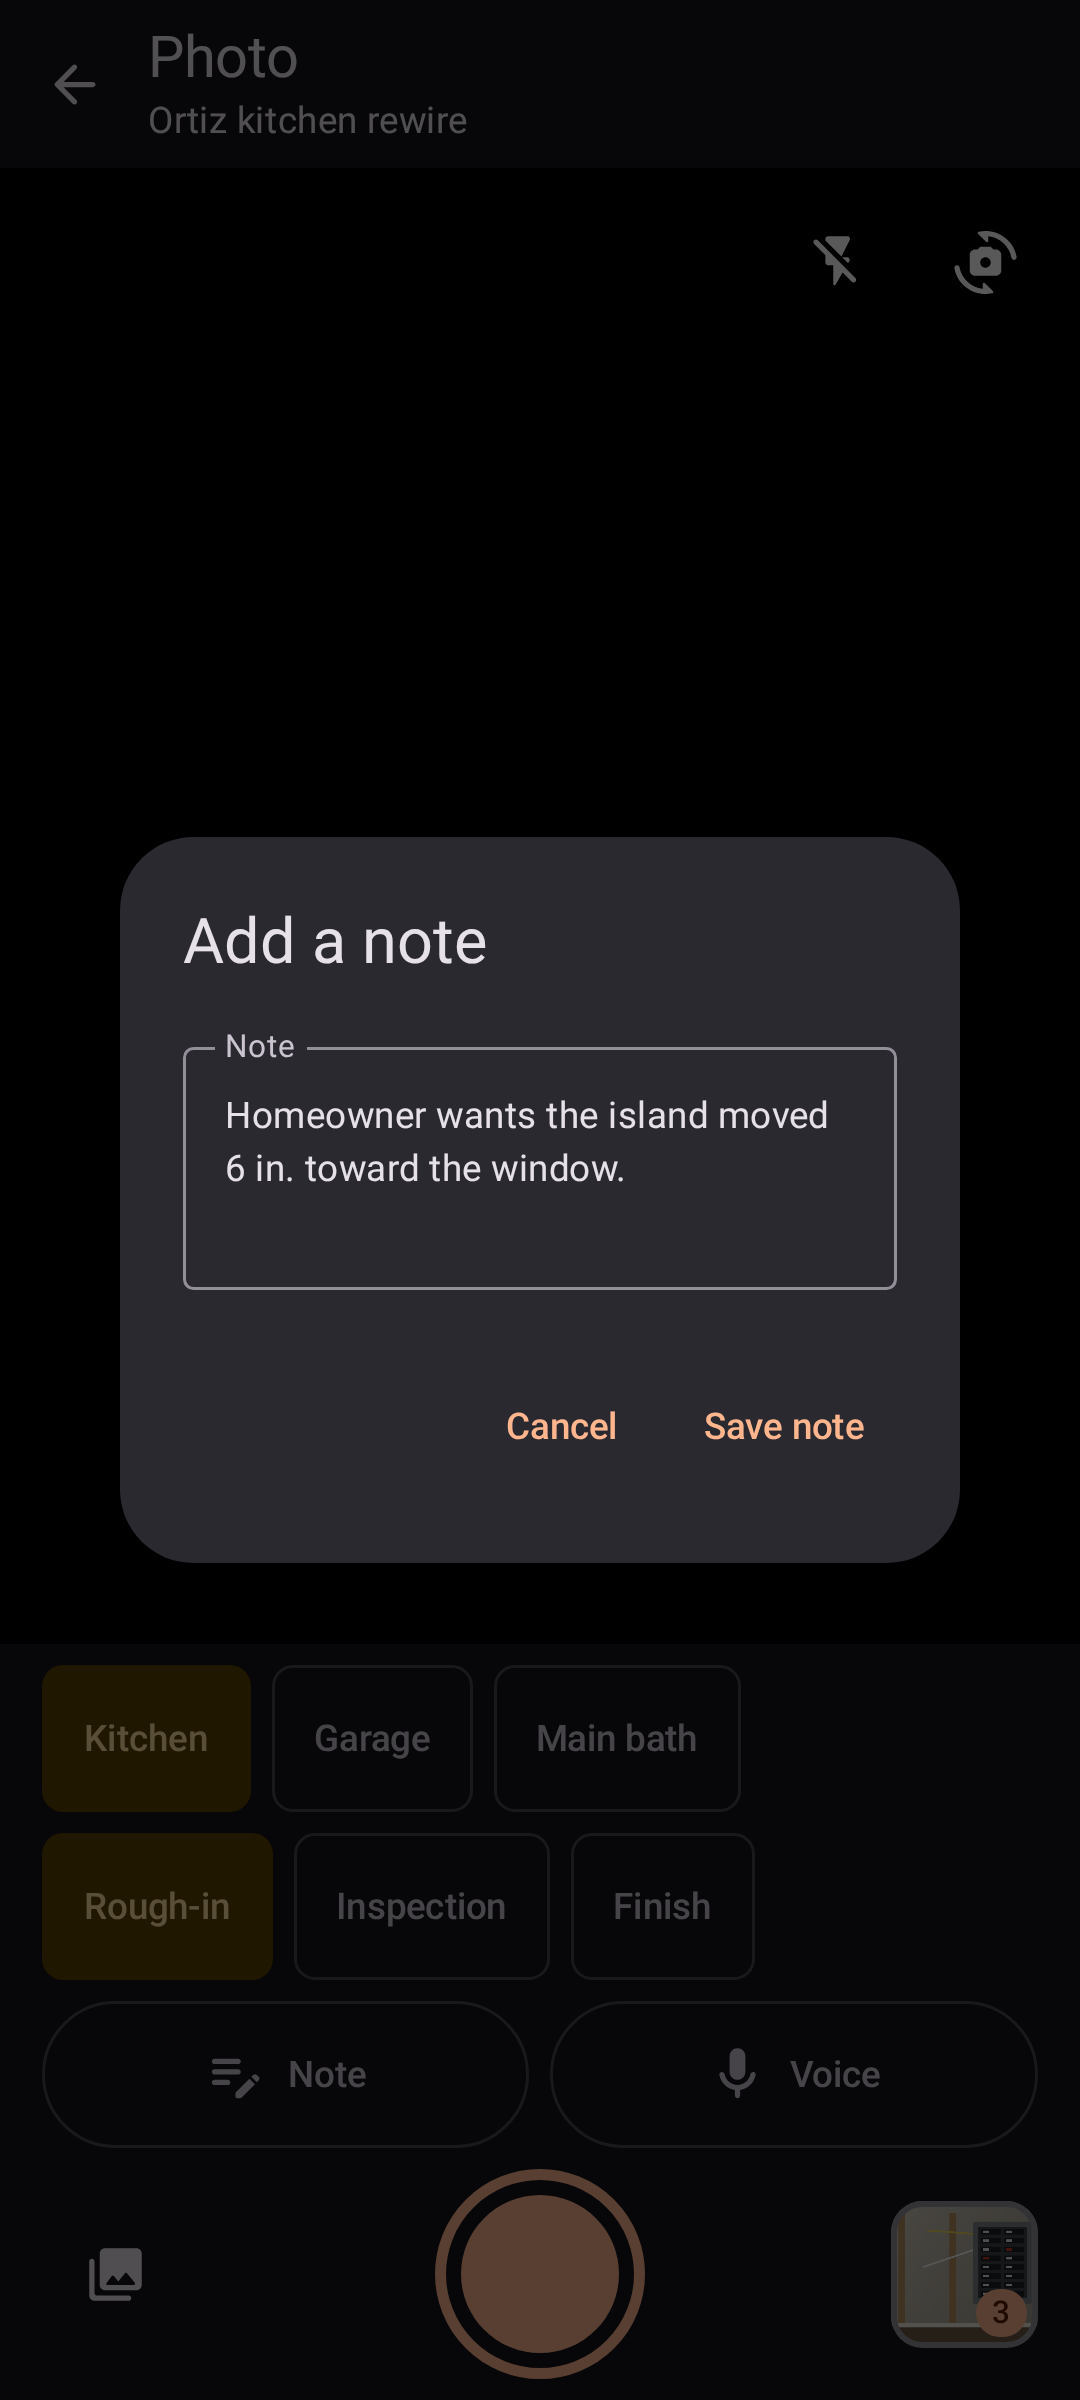 Photo
Ortiz kitchen rewire
Add a note
Note
Homeowner wants the island moved
6 in. toward the window.
Cancel
Save note
Kitchen
Garage
Main bath
Rough-in
Inspection
Finish
Note
Voice
3